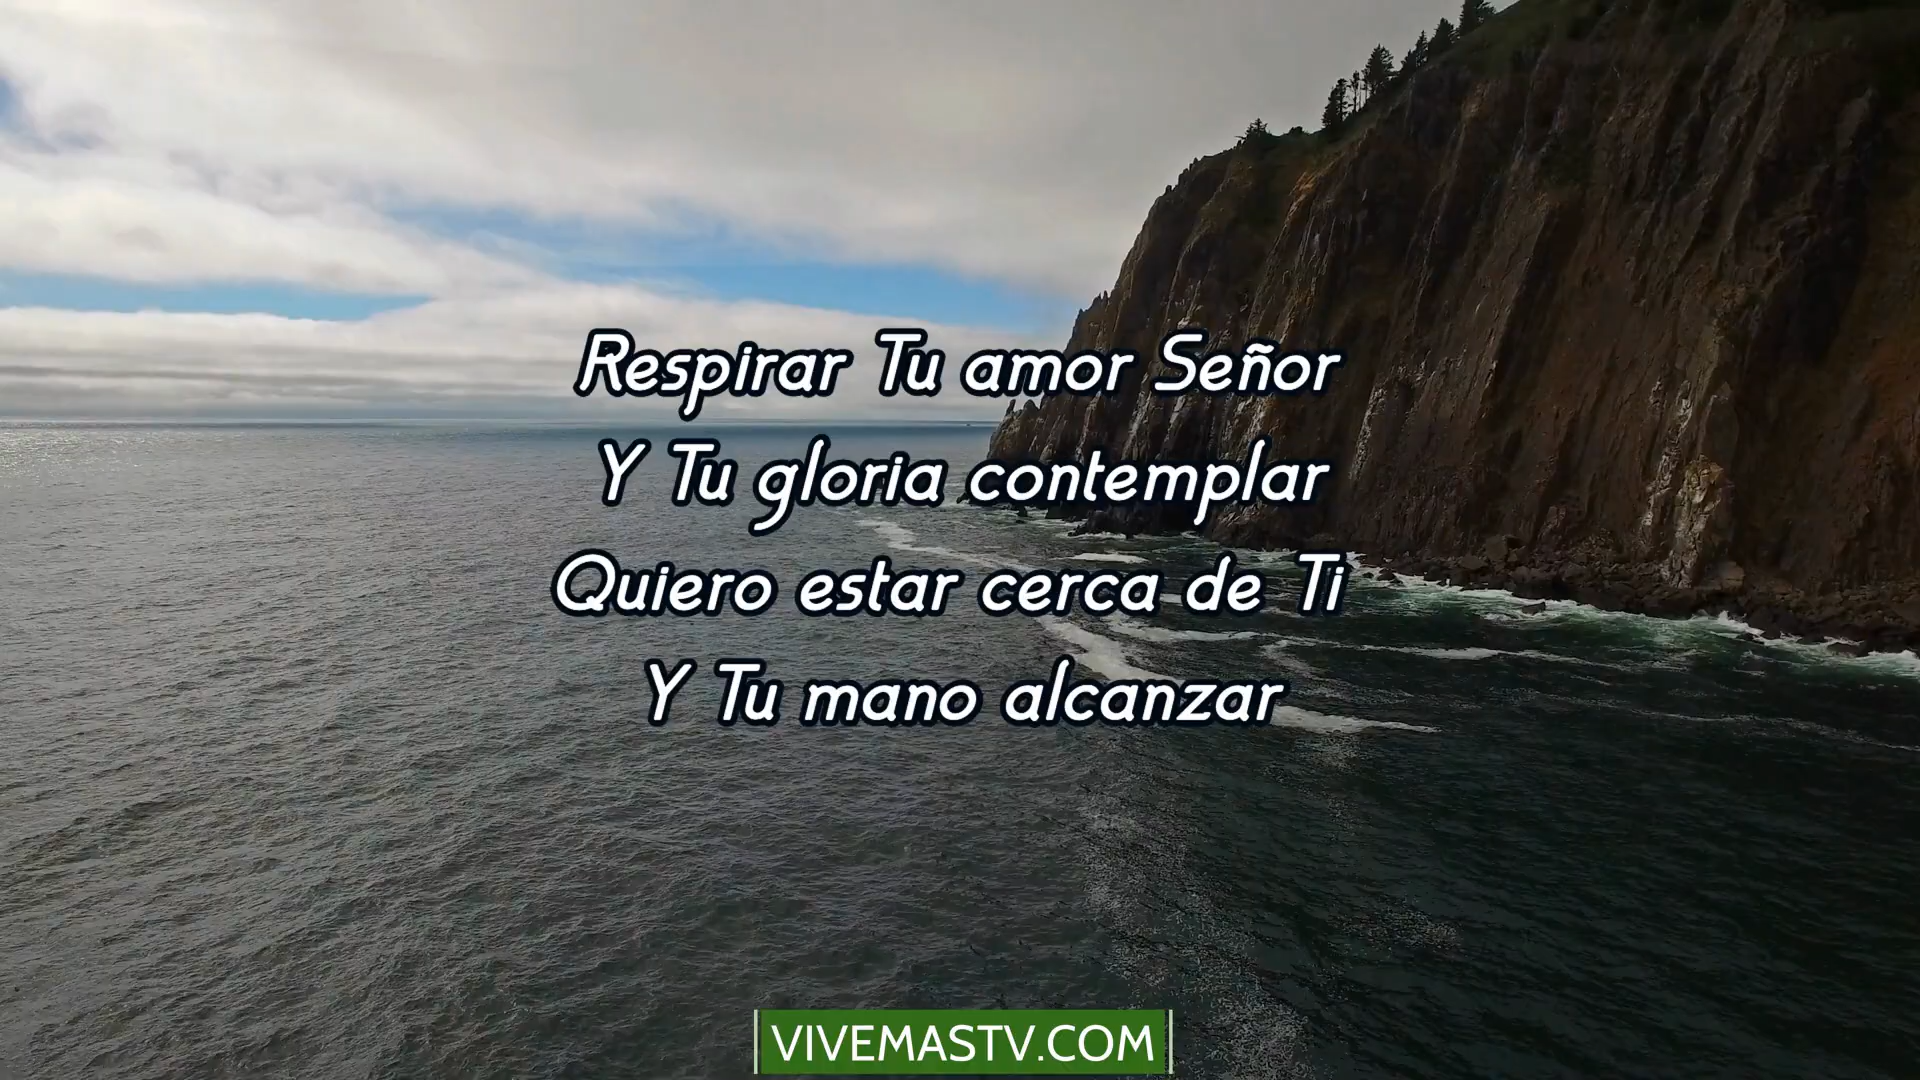 Respirar Tu amor Señor
Y Tu gloria contemplar
Quiero estar cerca de Ti
Y Tu mano alcanzar
VIVEMASTV.COM